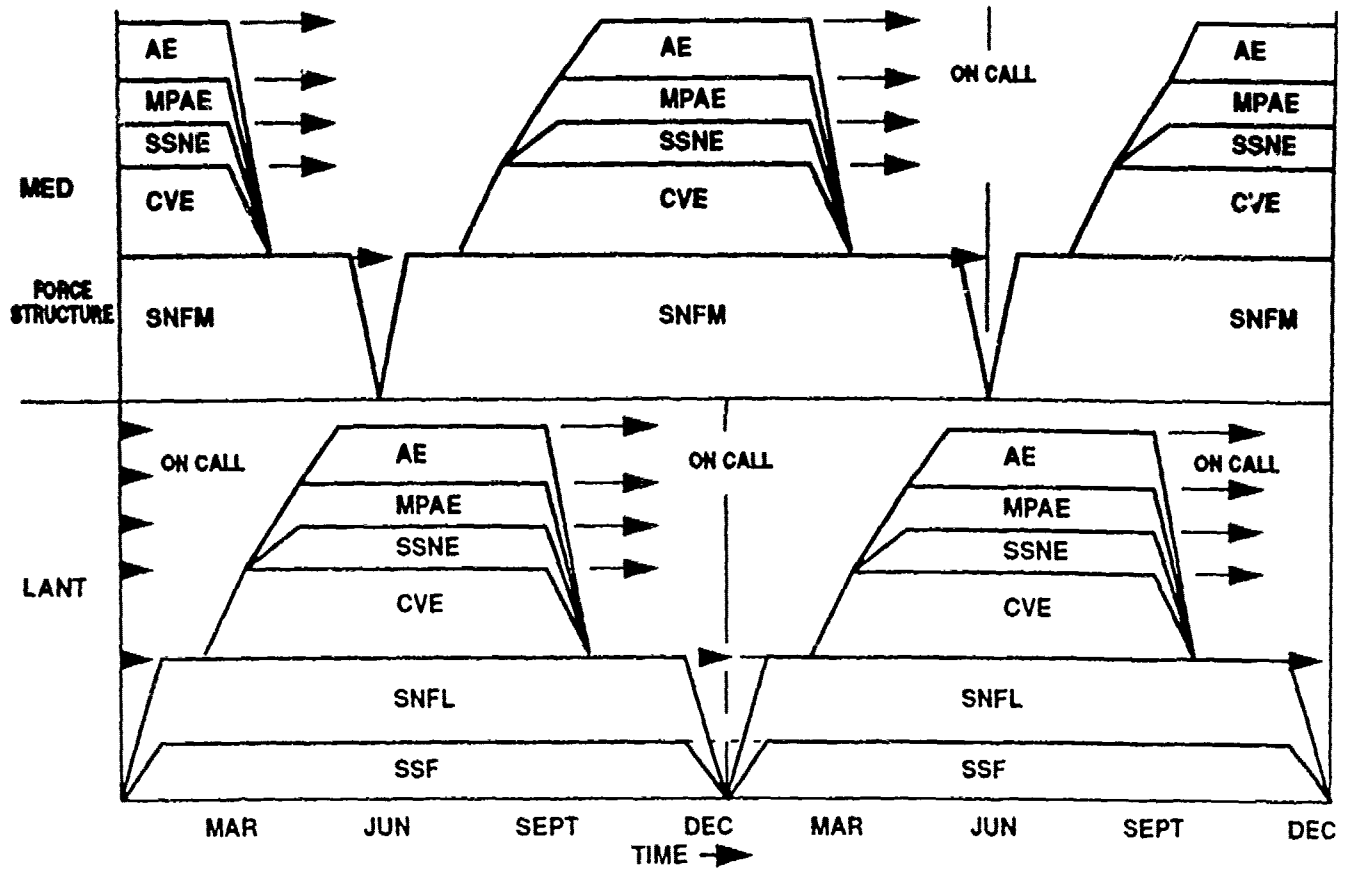 AE
AE
AE
ON CALL
MPAE
MPAE
MPAE
SSNE
SSNE
SSNE
MED
CVE
CVE
CVE
FORCE
STRUCTURE
SNFM
SNFM
SNFM
ON CALL
AE
ON CALL
AE
ON CALL
MPAE
MPAE
SSNE
SSNE
LANT
CVE
CVE
SNFL
SNFL
SSF
SSF
MAR JUN SEPT DEC MAR JUN SEPT DEC
TIME